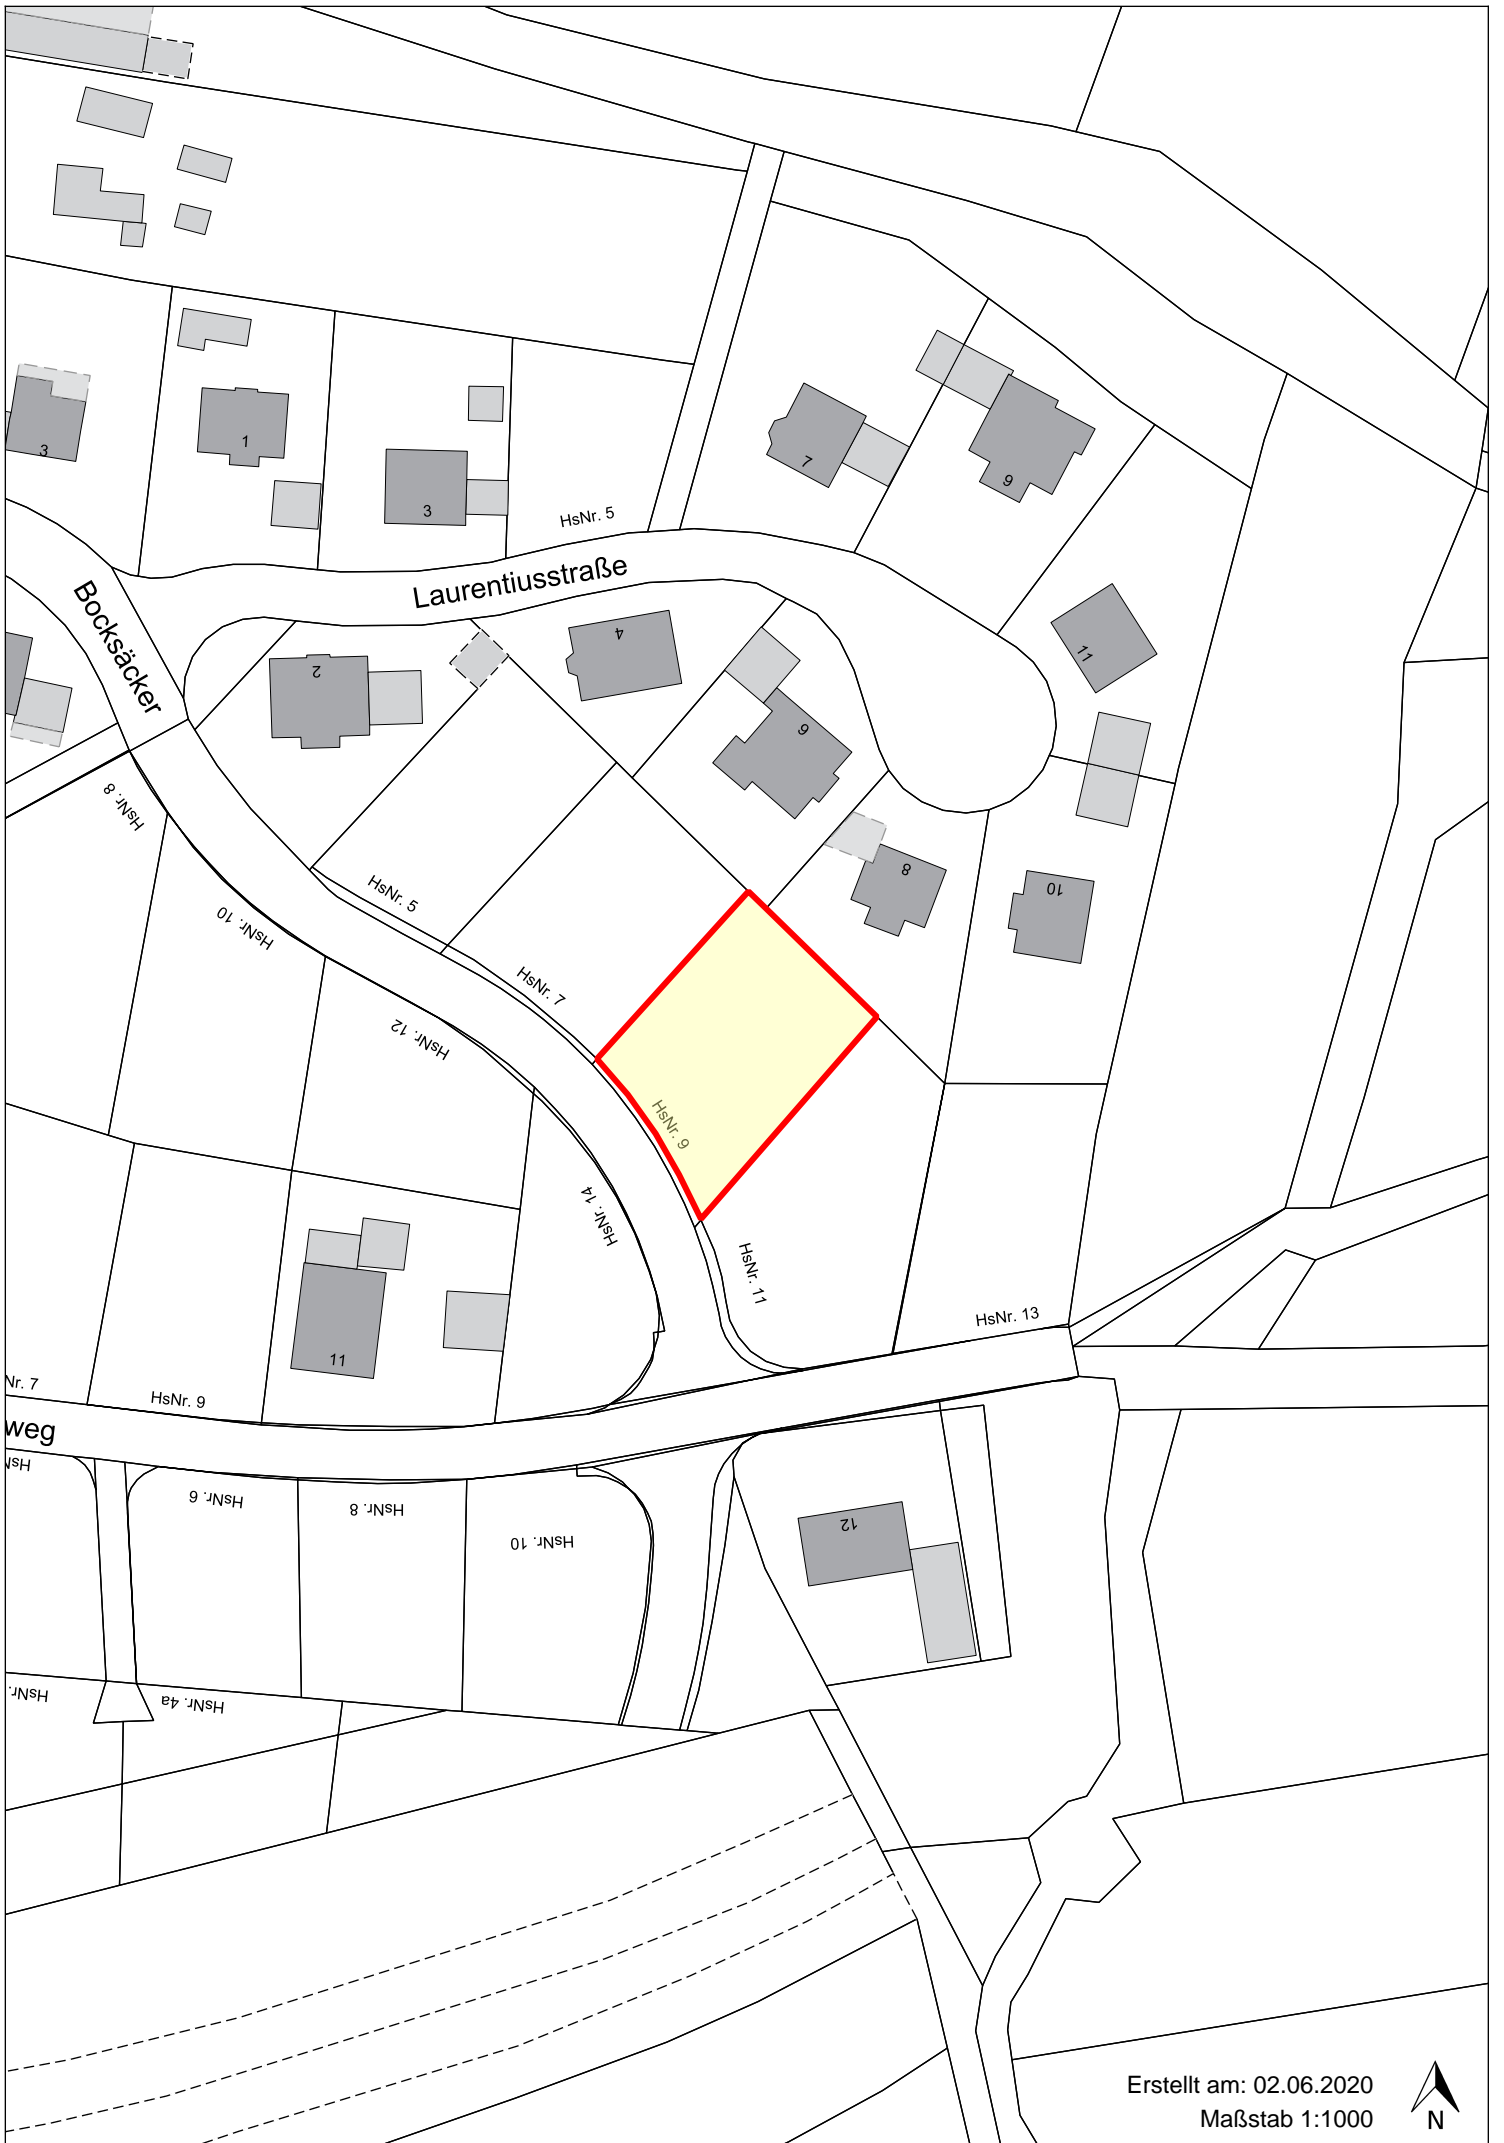 3
1
3
HsNr. 5
7
9
Laurentiusstraße
Bocksäcker
2
4
6
11
HsNr. 8
8
10
HsNr. 5
HsNr. 10
HsNr. 7
HsNr. 12
HsNr. 9
HsNr. 14
HsNr. 11
HsNr. 13
11
Nr. 7
HsNr. 9
weg
HsN
HsNr. 6
HsNr. 8
HsNr. 10
12
HsNr.
HsNr. 4a
Erstellt am: 02.06.2020
Maßstab 1:1000
N